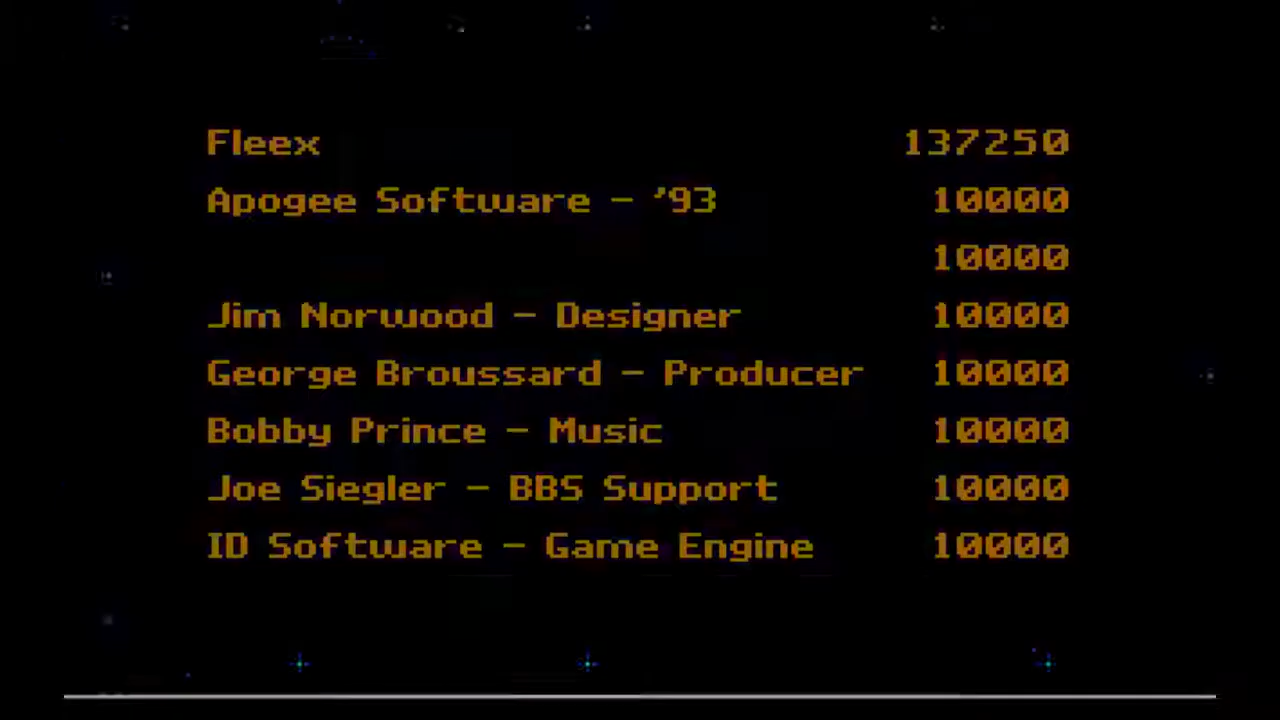 Fleex 137250
Apogee Software - '93 10000
10000
Jim Norwood - Designer 10000
George Broussard - Producer 10000
Bobby Prince - Music 10000
Joe Siegler - BBS Support 10000
ID Software - Game Engine 10000